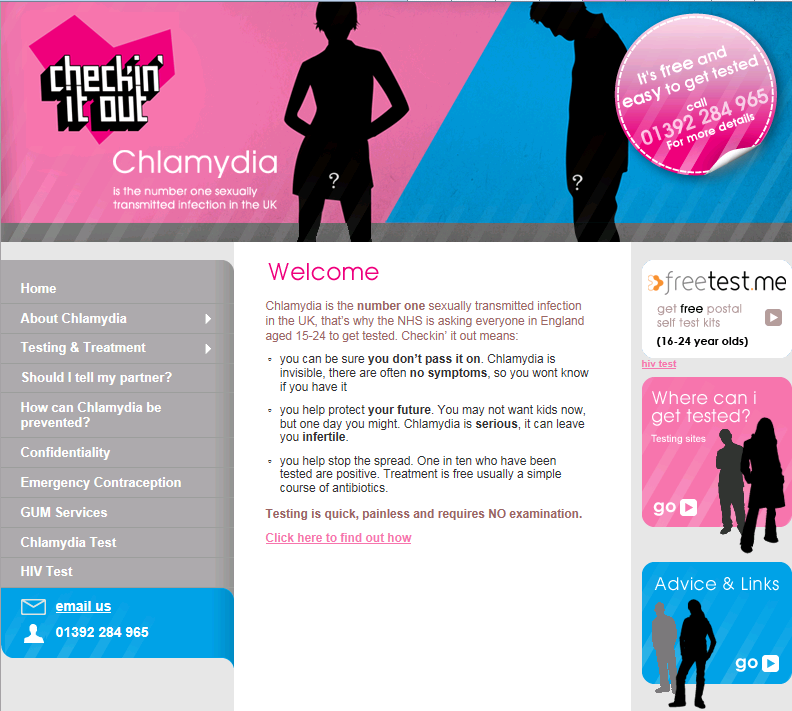 checkin'
it out
Chlamydia
is the number one sexually
transmitted infection in the UK
?
?
It's free and
easy to get tested
call
01392 284 965
For more details
Home
About Chlamydia
Testing & Treatment
Should I tell my partner?
How can Chlamydia be
prevented?
Confidentiality
Emergency Contraception
GUM Services
Chlamydia Test
HIV Test
email us
01392 284 965
Welcome
Chlamydia is the number one sexually transmitted infection
in the UK, that's why the NHS is asking everyone in England
aged 15-24 to get tested. Checkin' it out means:
you can be sure you don't pass it on. Chlamydia is
invisible, there are often no symptoms, so you wont know
if you have it
you help protect your future. You may not want kids now,
but one day you might. Chlamydia is serious, it can leave
you infertile.
you help stop the spread. One in ten who have been
tested are positive. Treatment is free usually a simple
course of antibiotics.
Testing is quick, painless and requires NO examination.
Click here to find out how
freetest.me
get free postal
self test kits
(16-24 year olds)
hiv test
Where can i
get tested?
Testing sites
go
Advice & Links
go